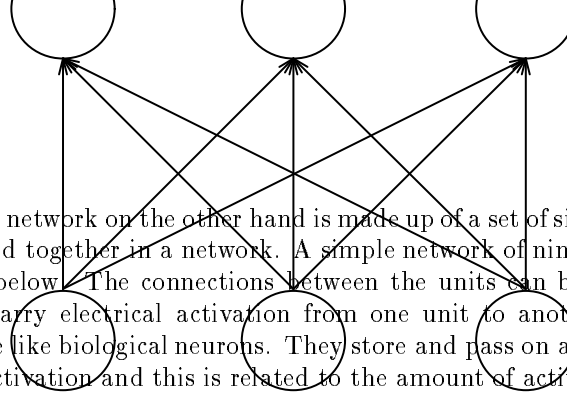 network on the other hand is made up of a set of si
d together in a network. A simple network of nin
below. The connections between the units can b
arry electrical activation from one unit to anot
e like biological neurons. They store and pass on a
ctivation and this is related to the amount of acti